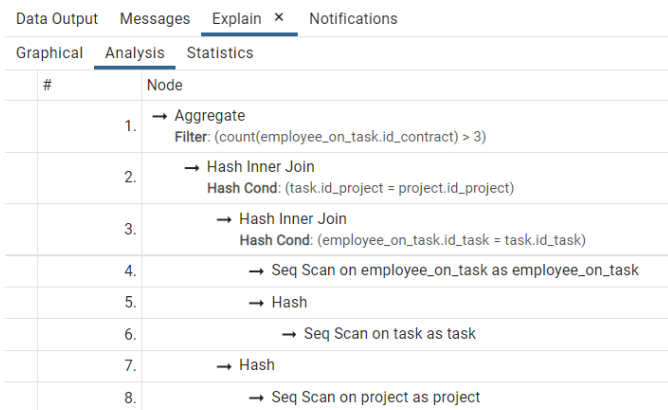 Data Output Messages Explain × Notifications
Graphical Analysis Statistics
# Node
1. → Aggregate
Filter: (count(employee_on_task.id_contract) > 3)
2. → Hash Inner Join
Hash Cond: (task.id_project = project.id_project)
3. → Hash Inner Join
Hash Cond: (employee_on_task.id_task = task.id_task)
4. → Seq Scan on employee_on_task as employee_on_task
5. → Hash
6. → Seq Scan on task as task
7. → Hash
8. → Seq Scan on project as project